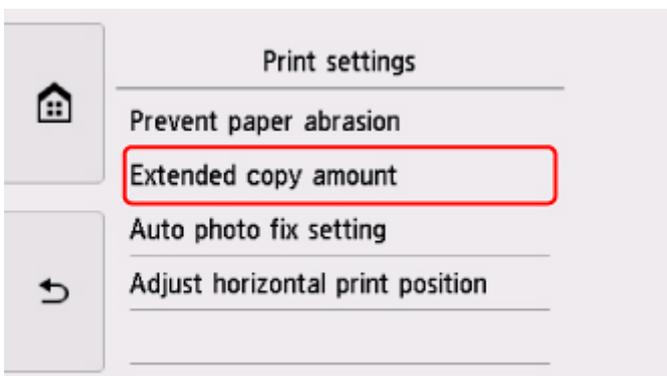 Print settings
Prevent paper abrasion
Extended copy amount
Auto photo fix setting
Adjust horizontal print position